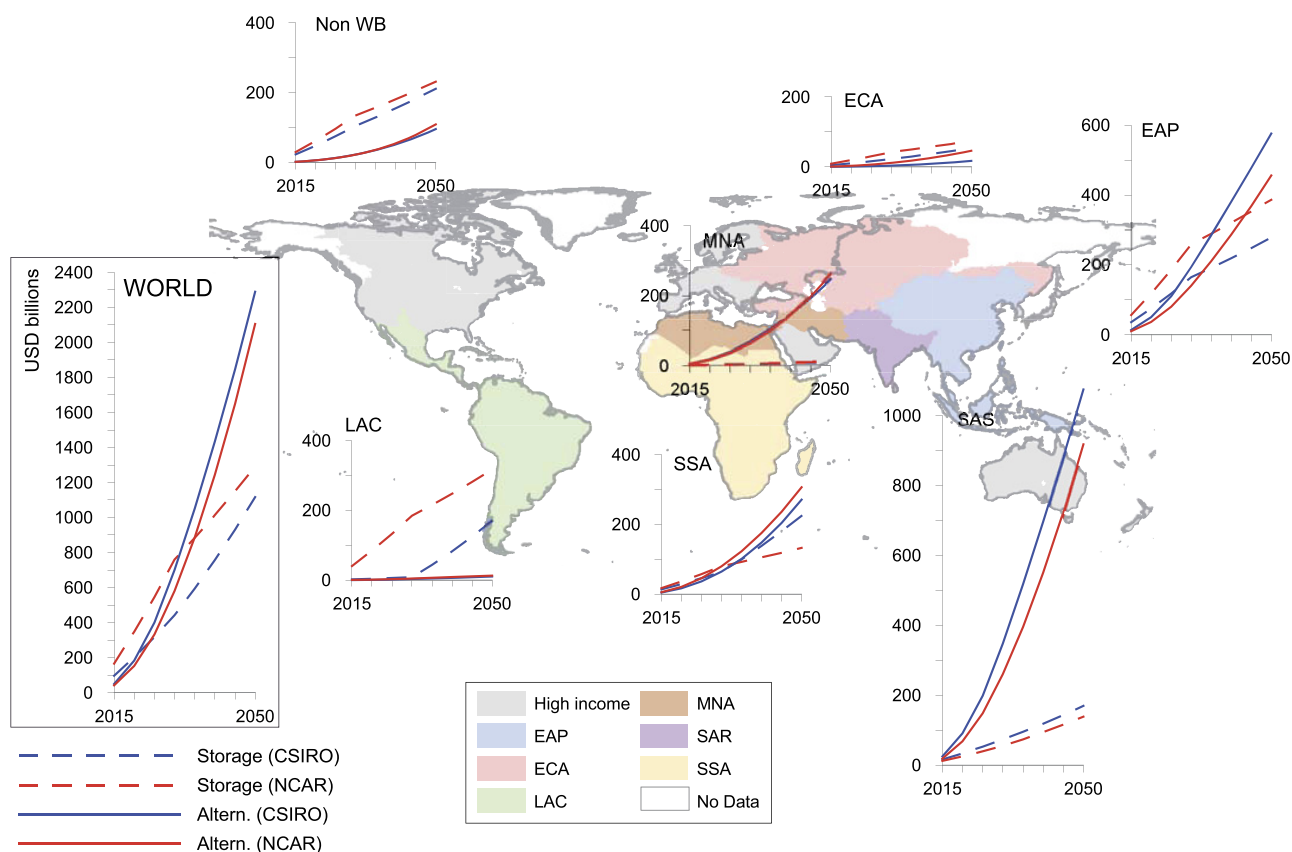 400
Non WB
200
0
2015
2050
200
ECA
0
2015
2050
600
EAP
400
200
0
2015
2050
400
MNA
200
0
2015
2050
2400
WORLD
2200
2000
1800
1600
1400
1200
1000
800
600
400
200
0
USD billions
2015
2050
LAC
400
200
0
2015
2050
400
SSA
200
0
2015
2050
1000
SAS
800
600
400
200
0
2015
2050
High income
MNA
EAP
SAR
ECA
SSA
LAC
No Data
Storage (CSIRO)
Storage (NCAR)
Altern. (CSIRO)
Altern. (NCAR)